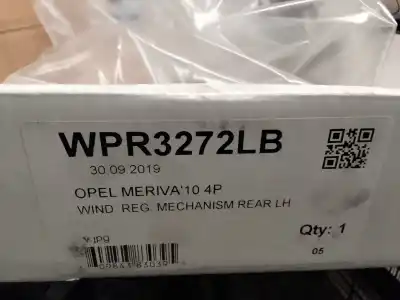 WPR3272LB
30.09.2019
OPEL MERIVA'10 4P
WIND REG. MECHANISM REAR LH
Qty: 1
05